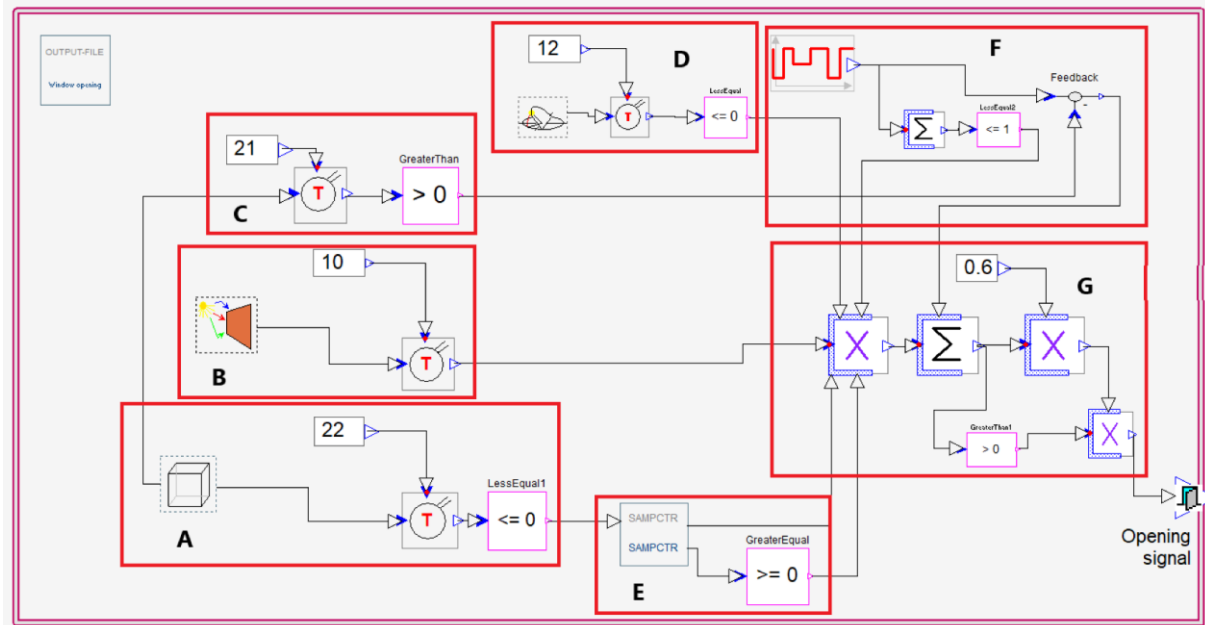 OUTPUT-FILE
Window opening
12
D
LessEqual
T
<= 0
F
Feedback
Σ
LessEqual2
<= 1
-
21
GreaterThan
T
> 0
C
10
T
B
0.6
G
X
Σ
X
GreaterThan1
> 0
X
22
LessEqual1
T
<= 0
A
SAMPCTR
SAMPCTR
GreaterEqual
>= 0
E
Opening
signal